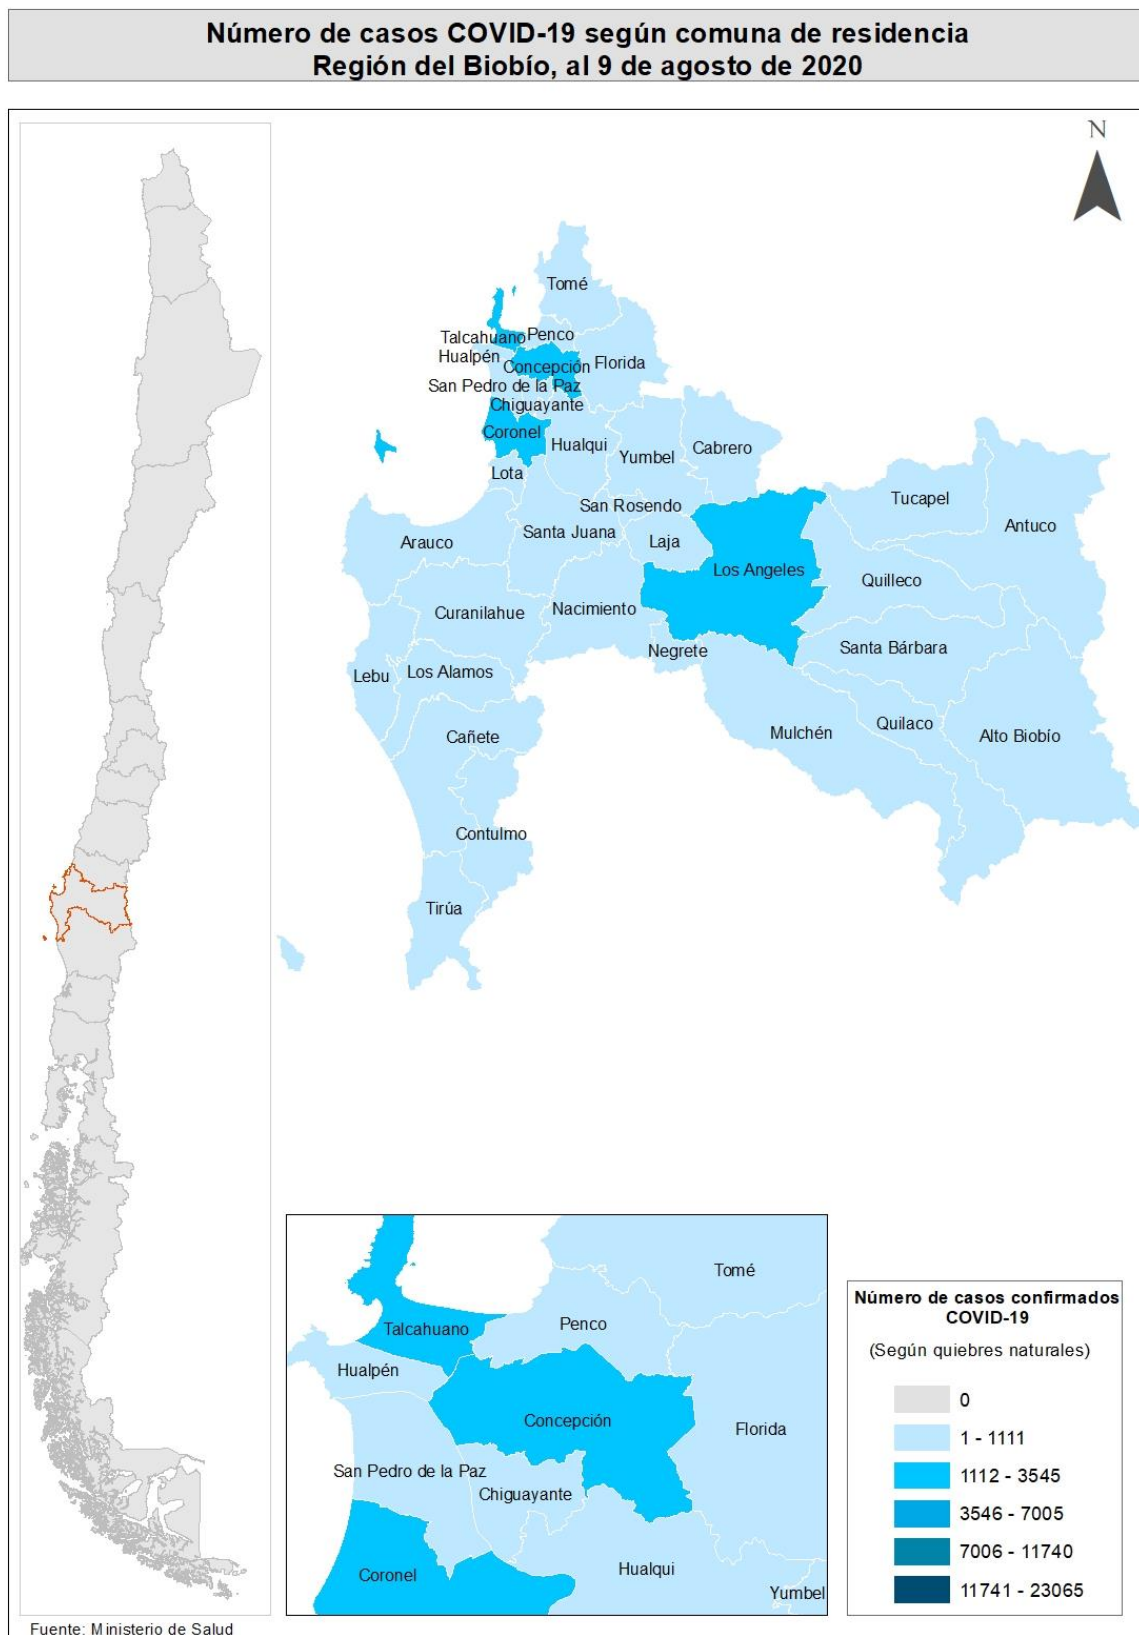 Número de casos COVID-19 según comuna de residencia
Región del Biobío, al 9 de agosto de 2020
N
Tomé
Talcahuano
Penco
Hualpén
Concepción
Florida
San Pedro de la Paz
Chiguayante
Coronel
Hualqui
Yumbel
Cabrero
Lota
Tucapel
San Rosendo
Antuco
Santa Juana
Laja
Arauco
Los Angeles
Quilleco
Curanilahue
Nacimiento
Negrete
Santa Bárbara
Lebu
Los Alamos
Cañete
Mulchén
Quilaco
Alto Biobío
Contulmo
Tirúa
Tomé
Talcahuano
Penco
Hualpén
Concepción
Florida
San Pedro de la Paz
Chiguayante
Coronel
Hualqui
Yumbel
Número de casos confirmados
COVID-19
(Según quiebres naturales)
0
1 - 1111
1112 - 3545
3546 - 7005
7006 - 11740
11741 - 23065
Fuente: Ministerio de Salud